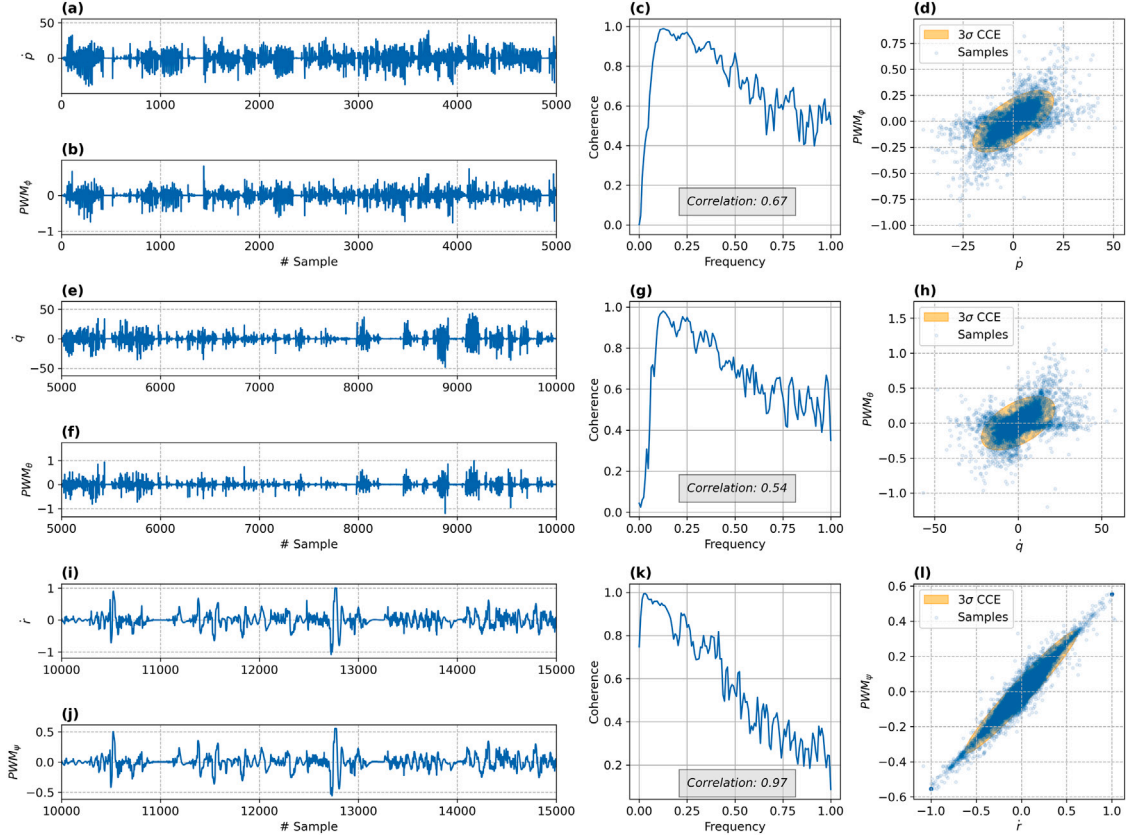 (a)
50
0
ṗ
0 1000 2000 3000 4000 5000
(b)
0
−1
PWM_ϕ
0 1000 2000 3000 4000 5000
# Sample
(c)
1.0
0.8
0.6
0.4
0.2
0.0
Coherence
Correlation: 0.67
0.00 0.25 0.50 0.75 1.00
Frequency
(d)
3σ CCE
Samples
0.75
0.50
0.25
0.00
−0.25
−0.50
−0.75
−1.00
PWM_ϕ
−25 0 25 50
ṗ
(e)
50
0
−50
q̇
5000 6000 7000 8000 9000 10000
(f)
1
0
−1
PWM_θ
5000 6000 7000 8000 9000 10000
# Sample
(g)
1.0
0.8
0.6
0.4
0.2
0.0
Coherence
Correlation: 0.54
0.00 0.25 0.50 0.75 1.00
Frequency
(h)
3σ CCE
Samples
1.5
1.0
0.5
0.0
−0.5
−1.0
PWM_θ
−50 0 50
q̇
(i)
1
0
−1
ṙ
10000 11000 12000 13000 14000 15000
(j)
0.5
0.0
−0.5
PWM_ψ
10000 11000 12000 13000 14000 15000
# Sample
(k)
1.0
0.8
0.6
0.4
0.2
Coherence
Correlation: 0.97
0.00 0.25 0.50 0.75 1.00
Frequency
(l)
3σ CCE
Samples
0.6
0.4
0.2
0.0
−0.2
−0.4
−0.6
PWM_ψ
−1.0 −0.5 0.0 0.5 1.0
ṙ